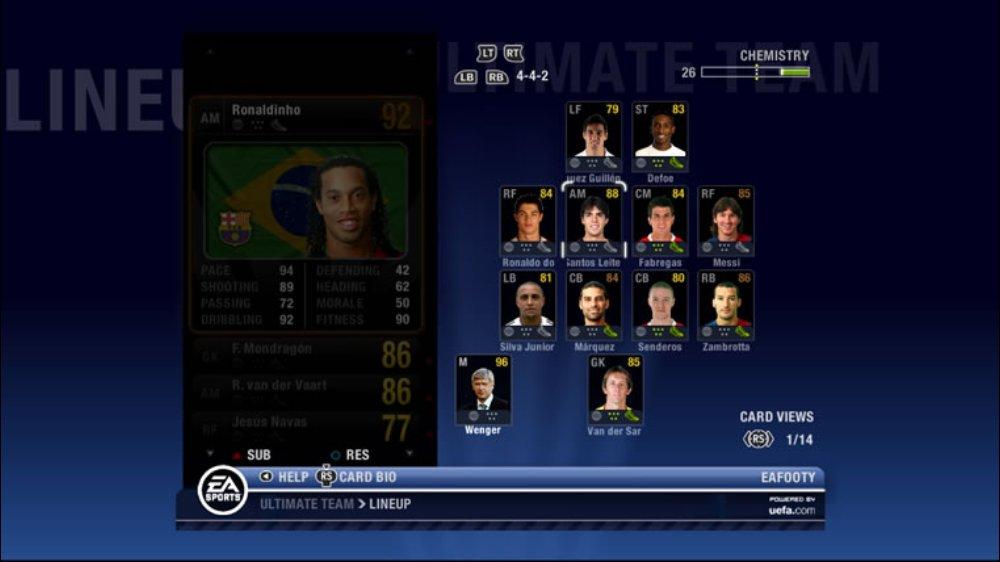 LINEU ULTIMATE TEAM
LT RT
LB RB 4-4-2
CHEMISTRY
26
AM Ronaldinho 92
PACE 94 DEFENDING 42
SHOOTING 89 HEADING 62
PASSING 72 MORALE 50
DRIBLING 92 FITNESS 90
GK F. Mondragón 86
AM R. van der Vaart 86
RF Jesús Navas 77
SUB RES
LF 79 ST 83
uez Guillén Defoe
RF 84 AM 88 CM 84 RF 85
Ronaldo do Santos Leite Fabregas Messi
LB 81 CB 84 CB 80 RB 86
Silva Junior Márquez Senderos Zambrotta
M 96 GK 85
Wenger Van der Sar
CARD VIEWS
RS 1/14
HELP RS CARD BIO EAFOOTY
EA SPORTS
ULTIMATE TEAM > LINEUP
POWERED BY
uefa.com